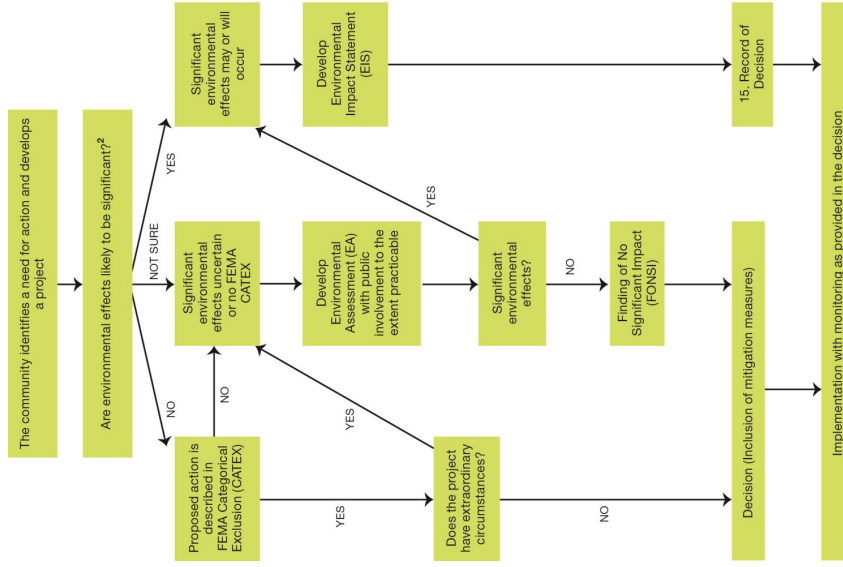 The community identifies a need for action and develops
a project
Are environmental effects likely to be significant?²
NO
NOT SURE
YES
Proposed action is
described in
FEMA Categorical
Exclusion (CATEX)
NO
Significant
environmental
effects uncertain
or no FEMA
CATEX
Significant
environmental
effects may or will
occur
YES
YES
Develop
Environmental
Assessment (EA)
with public
involvement to the
extent practicable
Develop
Environmental
Impact Statement
(EIS)
YES
Does the project
have extraordinary
circumstances?
Significant
environmental
effects?
NO
NO
Finding of No
Significant Impact
(FONSI)
Decision (Inclusion of mitigation measures)
15. Record of
Decision
Implementation with monitoring as provided in the decision